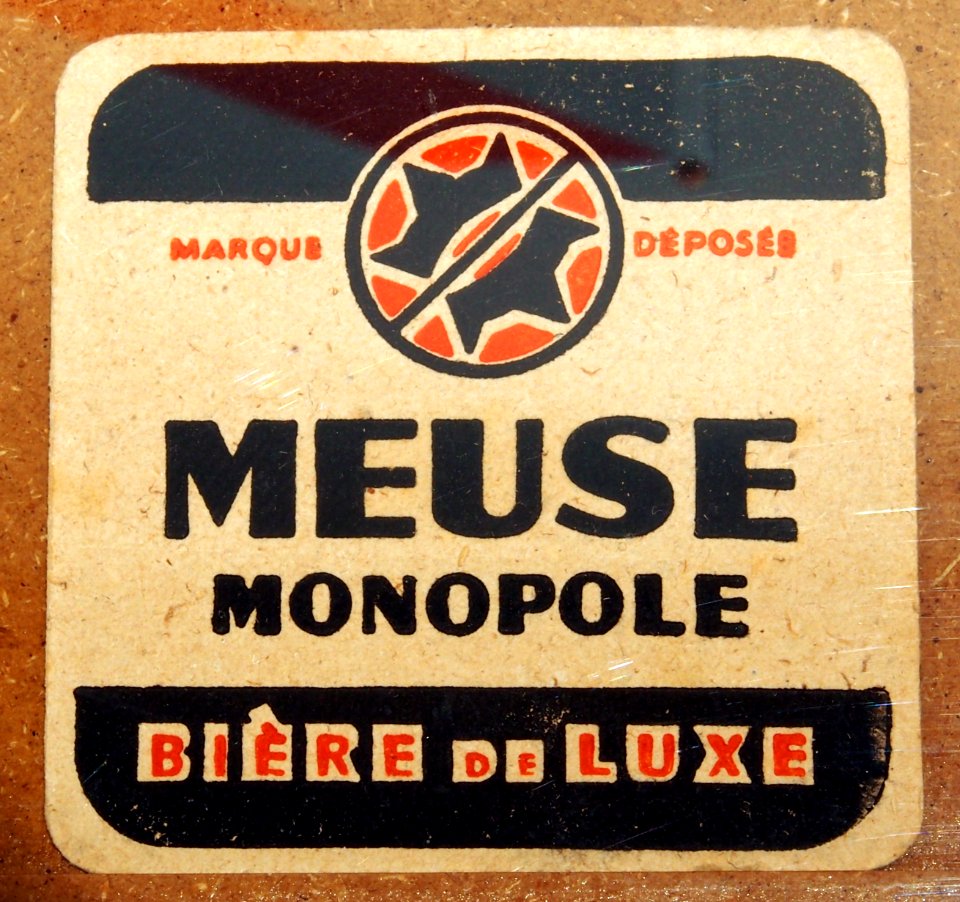 MARQUE DÉPOSÉE
MEUSE
MONOPOLE
BIÈRE DE LUXE